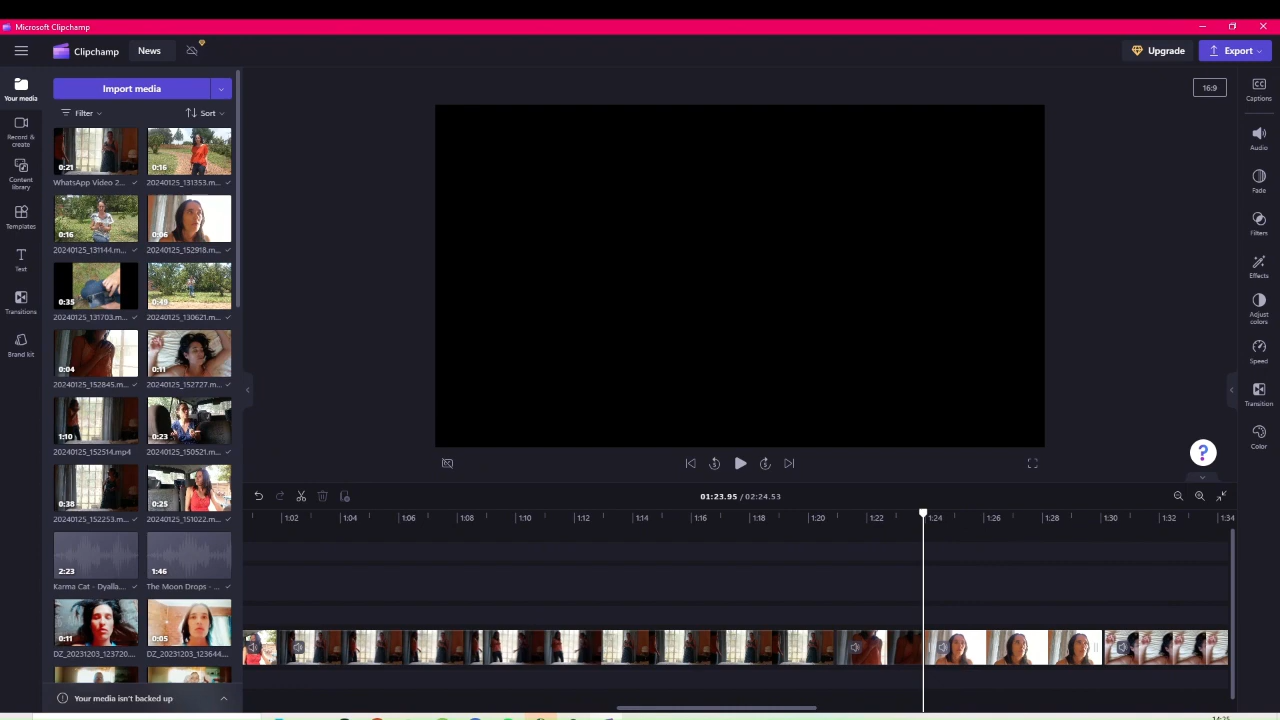 Microsoft Clipchamp
Clipchamp
News
Upgrade
Export
Your media
Import media
16:9
Captions
Filter
Sort
Record & create
0:21
0:16
Audio
WhatsApp Video 2...
20240125_131353.m...
Content library
Fade
Templates
0:16
0:06
Filters
20240125_131144.m...
20240125_152918.m...
Text
Effects
0:35
0:49
Transitions
Adjust colors
20240125_131703.m...
20240125_130621.m...
Brand kit
Speed
0:04
0:11
20240125_152845.m...
20240125_152727.m...
Transition
1:10
0:23
Color
20240125_152514.mp4
20240125_150521.m...
?
5
5
0:38
0:25
01:23.95 / 02:24.53
20240125_152253.m...
20240125_151022.m...
1:02
1:04
1:06
1:08
1:10
1:12
1:14
1:16
1:18
1:20
1:22
1:24
1:26
1:28
1:30
1:32
1:34
2:23
1:46
Karma Cat - Dyalla....
The Moon Drops - ...
0:11
0:05
DZ_20231203_123720....
DZ_20231203_123644....
Your media isn't backed up
14:25